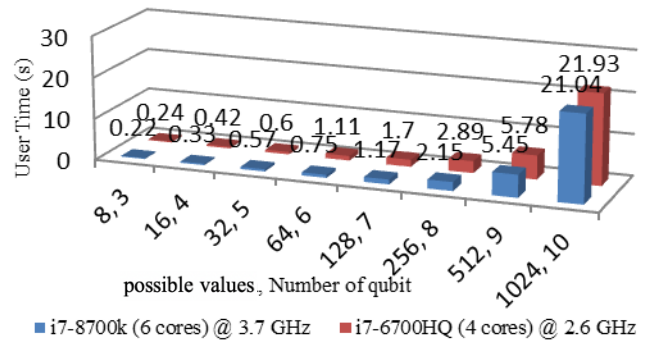 30
20
10
0
User Time (s)
21.93
21.04
0.24 0.42 0.6 1.11 1.7 2.89 5.78
0.22 0.33 0.57 0.75 1.17 2.15 5.45
8, 3
16, 4
32, 5
64, 6
128, 7
256, 8
512, 9
1024, 10
possible values., Number of qubit
i7-8700k (6 cores) @ 3.7 GHz
i7-6700HQ (4 cores) @ 2.6 GHz